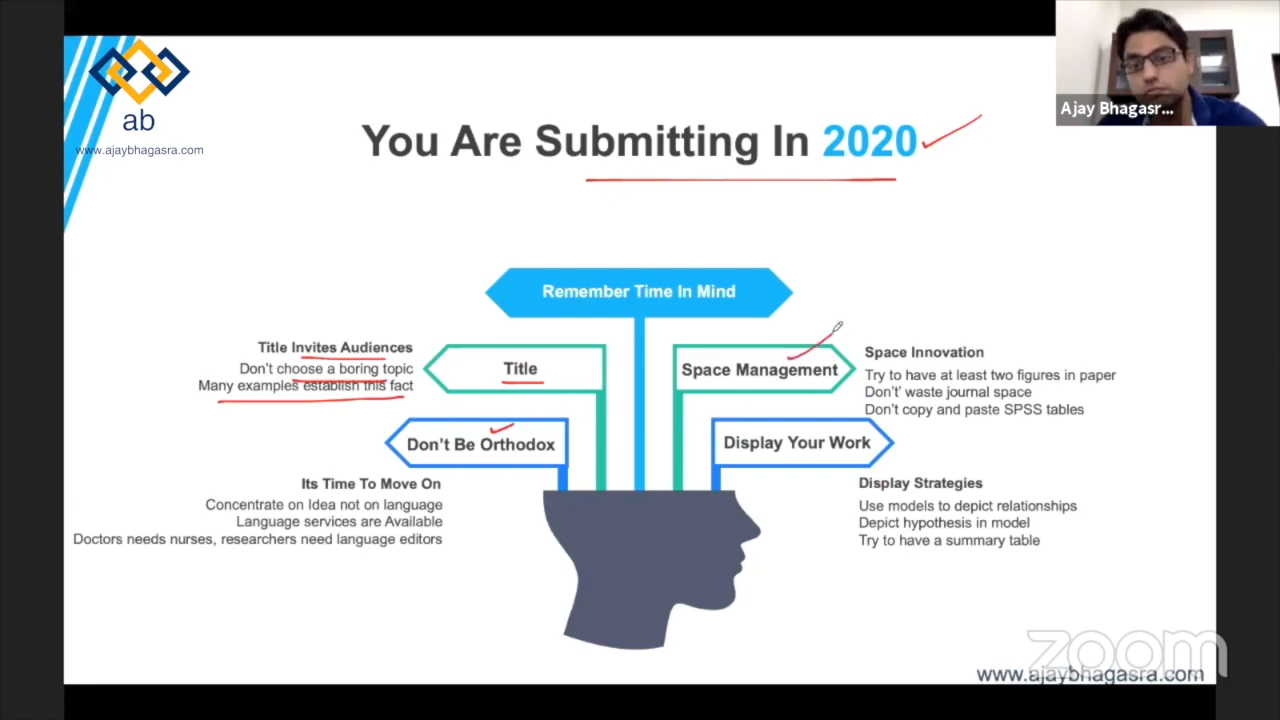 ab
www.ajaybhagasra.com
Ajay Bhagasr...
You Are Submitting In 2020
Remember Time In Mind
Title Invites Audiences
Don't choose a boring topic
Many examples establish this fact
Title
Space Management
Space Innovation
Try to have at least two figures in paper
Don't' waste journal space
Don't copy and paste SPSS tables
Don't Be Orthodox
Display Your Work
Its Time To Move On
Concentrate on Idea not on language
Language services are Available
Doctors needs nurses, researchers need language editors
Display Strategies
Use models to depict relationships
Depict hypothesis in model
Try to have a summary table
zoom
www.ajaybhagasra.com